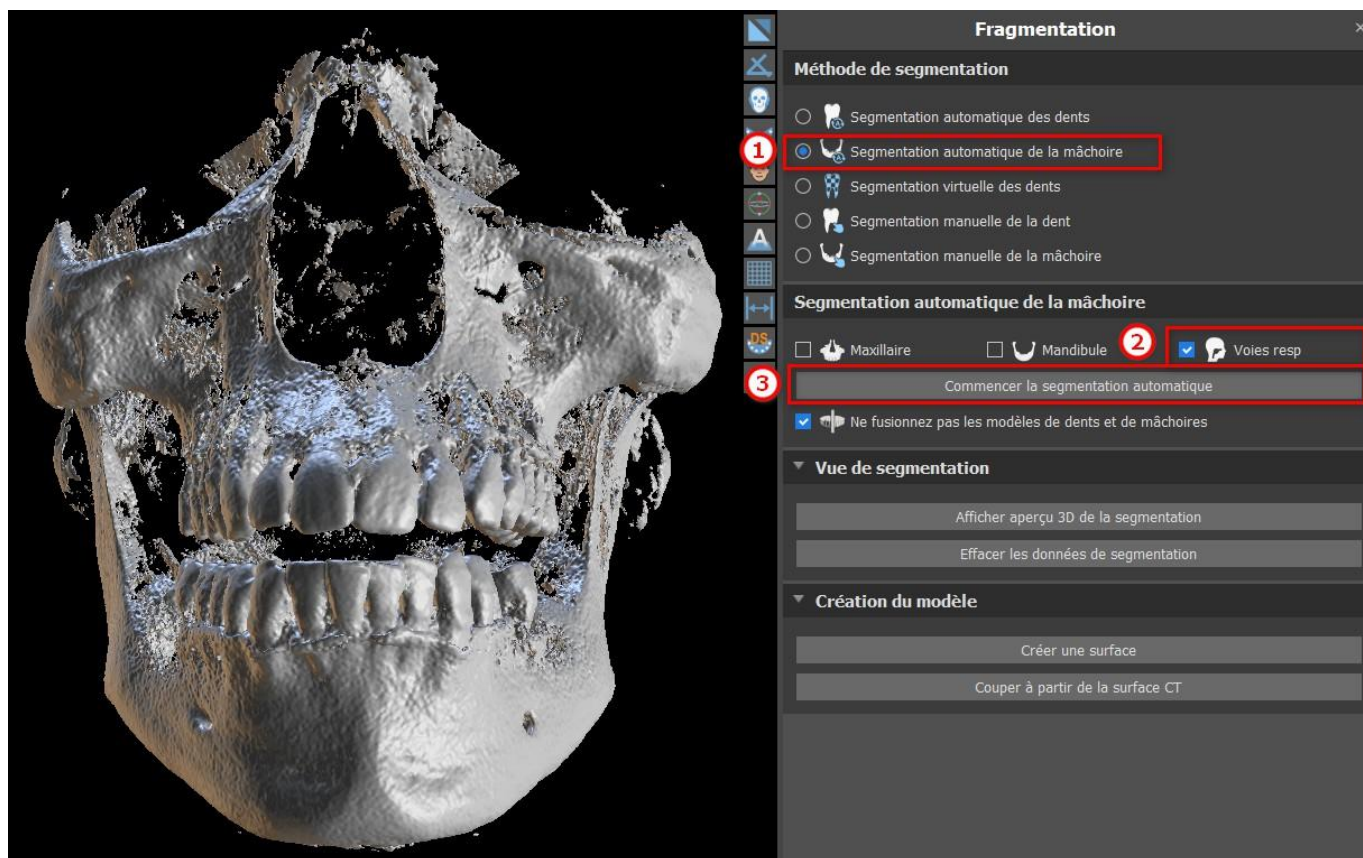 Fragmentation
×
Méthode de segmentation
Segmentation automatique des dents
1
Segmentation automatique de la mâchoire
Segmentation virtuelle des dents
Segmentation manuelle de la dent
A
Segmentation manuelle de la mâchoire
Segmentation automatique de la mâchoire
DS
Maxillaire
Mandibule
2
Voies resp
3
Commencer la segmentation automatique
Ne fusionnez pas les modèles de dents et de mâchoires
Vue de segmentation
Afficher aperçu 3D de la segmentation
Effacer les données de segmentation
Création du modèle
Créer une surface
Couper à partir de la surface CT